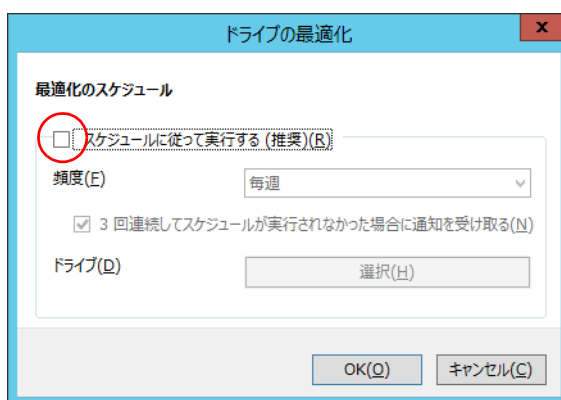 ドライブの最適化
x
最適化のスケジュール
スケジュールに従って実行する (推奨)(R)
頻度(F)
毎週
3 回連続してスケジュールが実行されなかった場合に通知を受け取る(N)
ドライブ(D)
選択(H)
OK(O)
キャンセル(C)